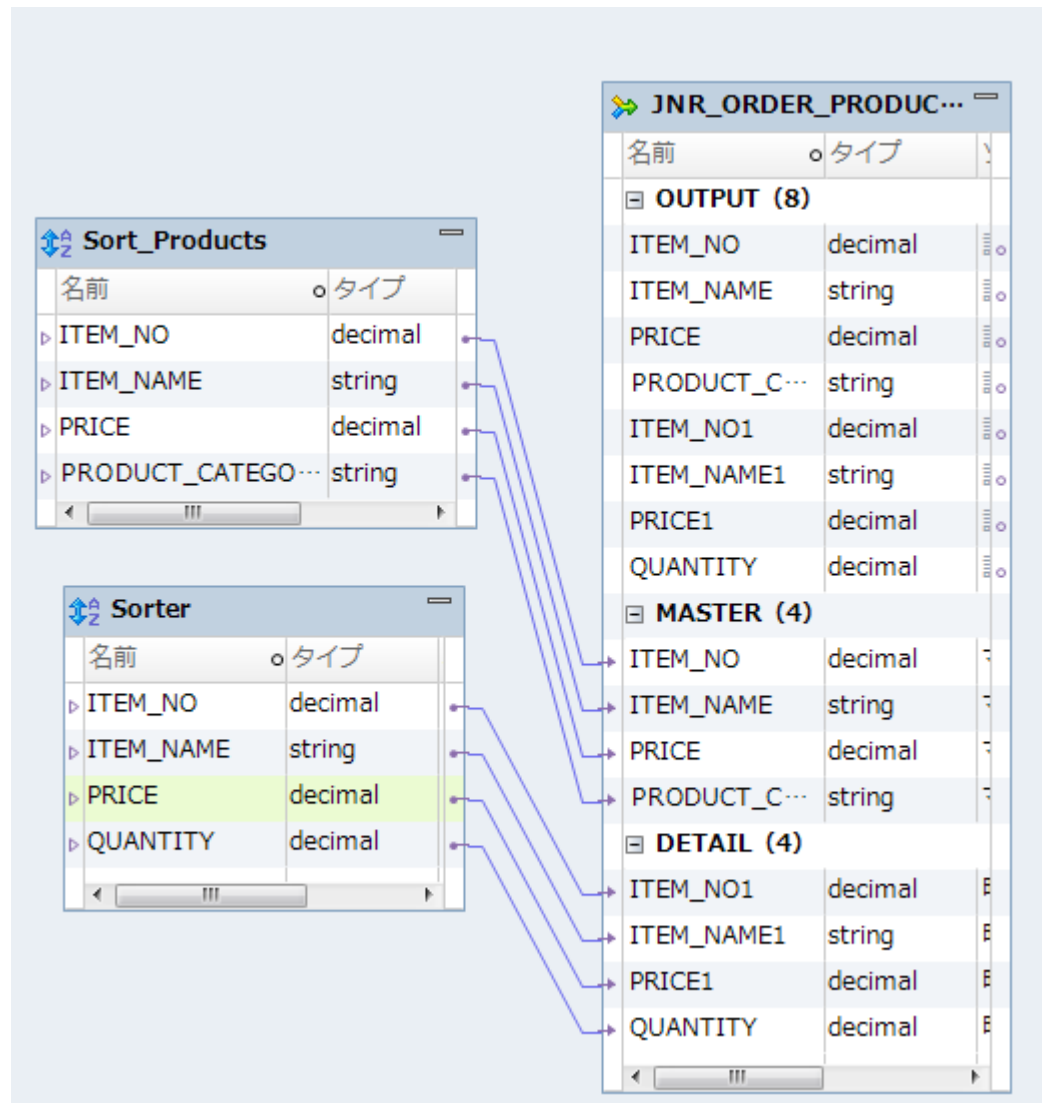 JNR_ORDER_PRODUC…
名前 タイプ
OUTPUT (8)
ITEM_NO decimal
ITEM_NAME string
PRICE decimal
PRODUCT_C… string
ITEM_NO1 decimal
ITEM_NAME1 string
PRICE1 decimal
QUANTITY decimal
MASTER (4)
ITEM_NO decimal
ITEM_NAME string
PRICE decimal
PRODUCT_C… string
DETAIL (4)
ITEM_NO1 decimal
ITEM_NAME1 string
PRICE1 decimal
QUANTITY decimal
Sort_Products
名前 タイプ
ITEM_NO decimal
ITEM_NAME string
PRICE decimal
PRODUCT_CATEGO… string
Sorter
名前 タイプ
ITEM_NO decimal
ITEM_NAME string
PRICE decimal
QUANTITY decimal